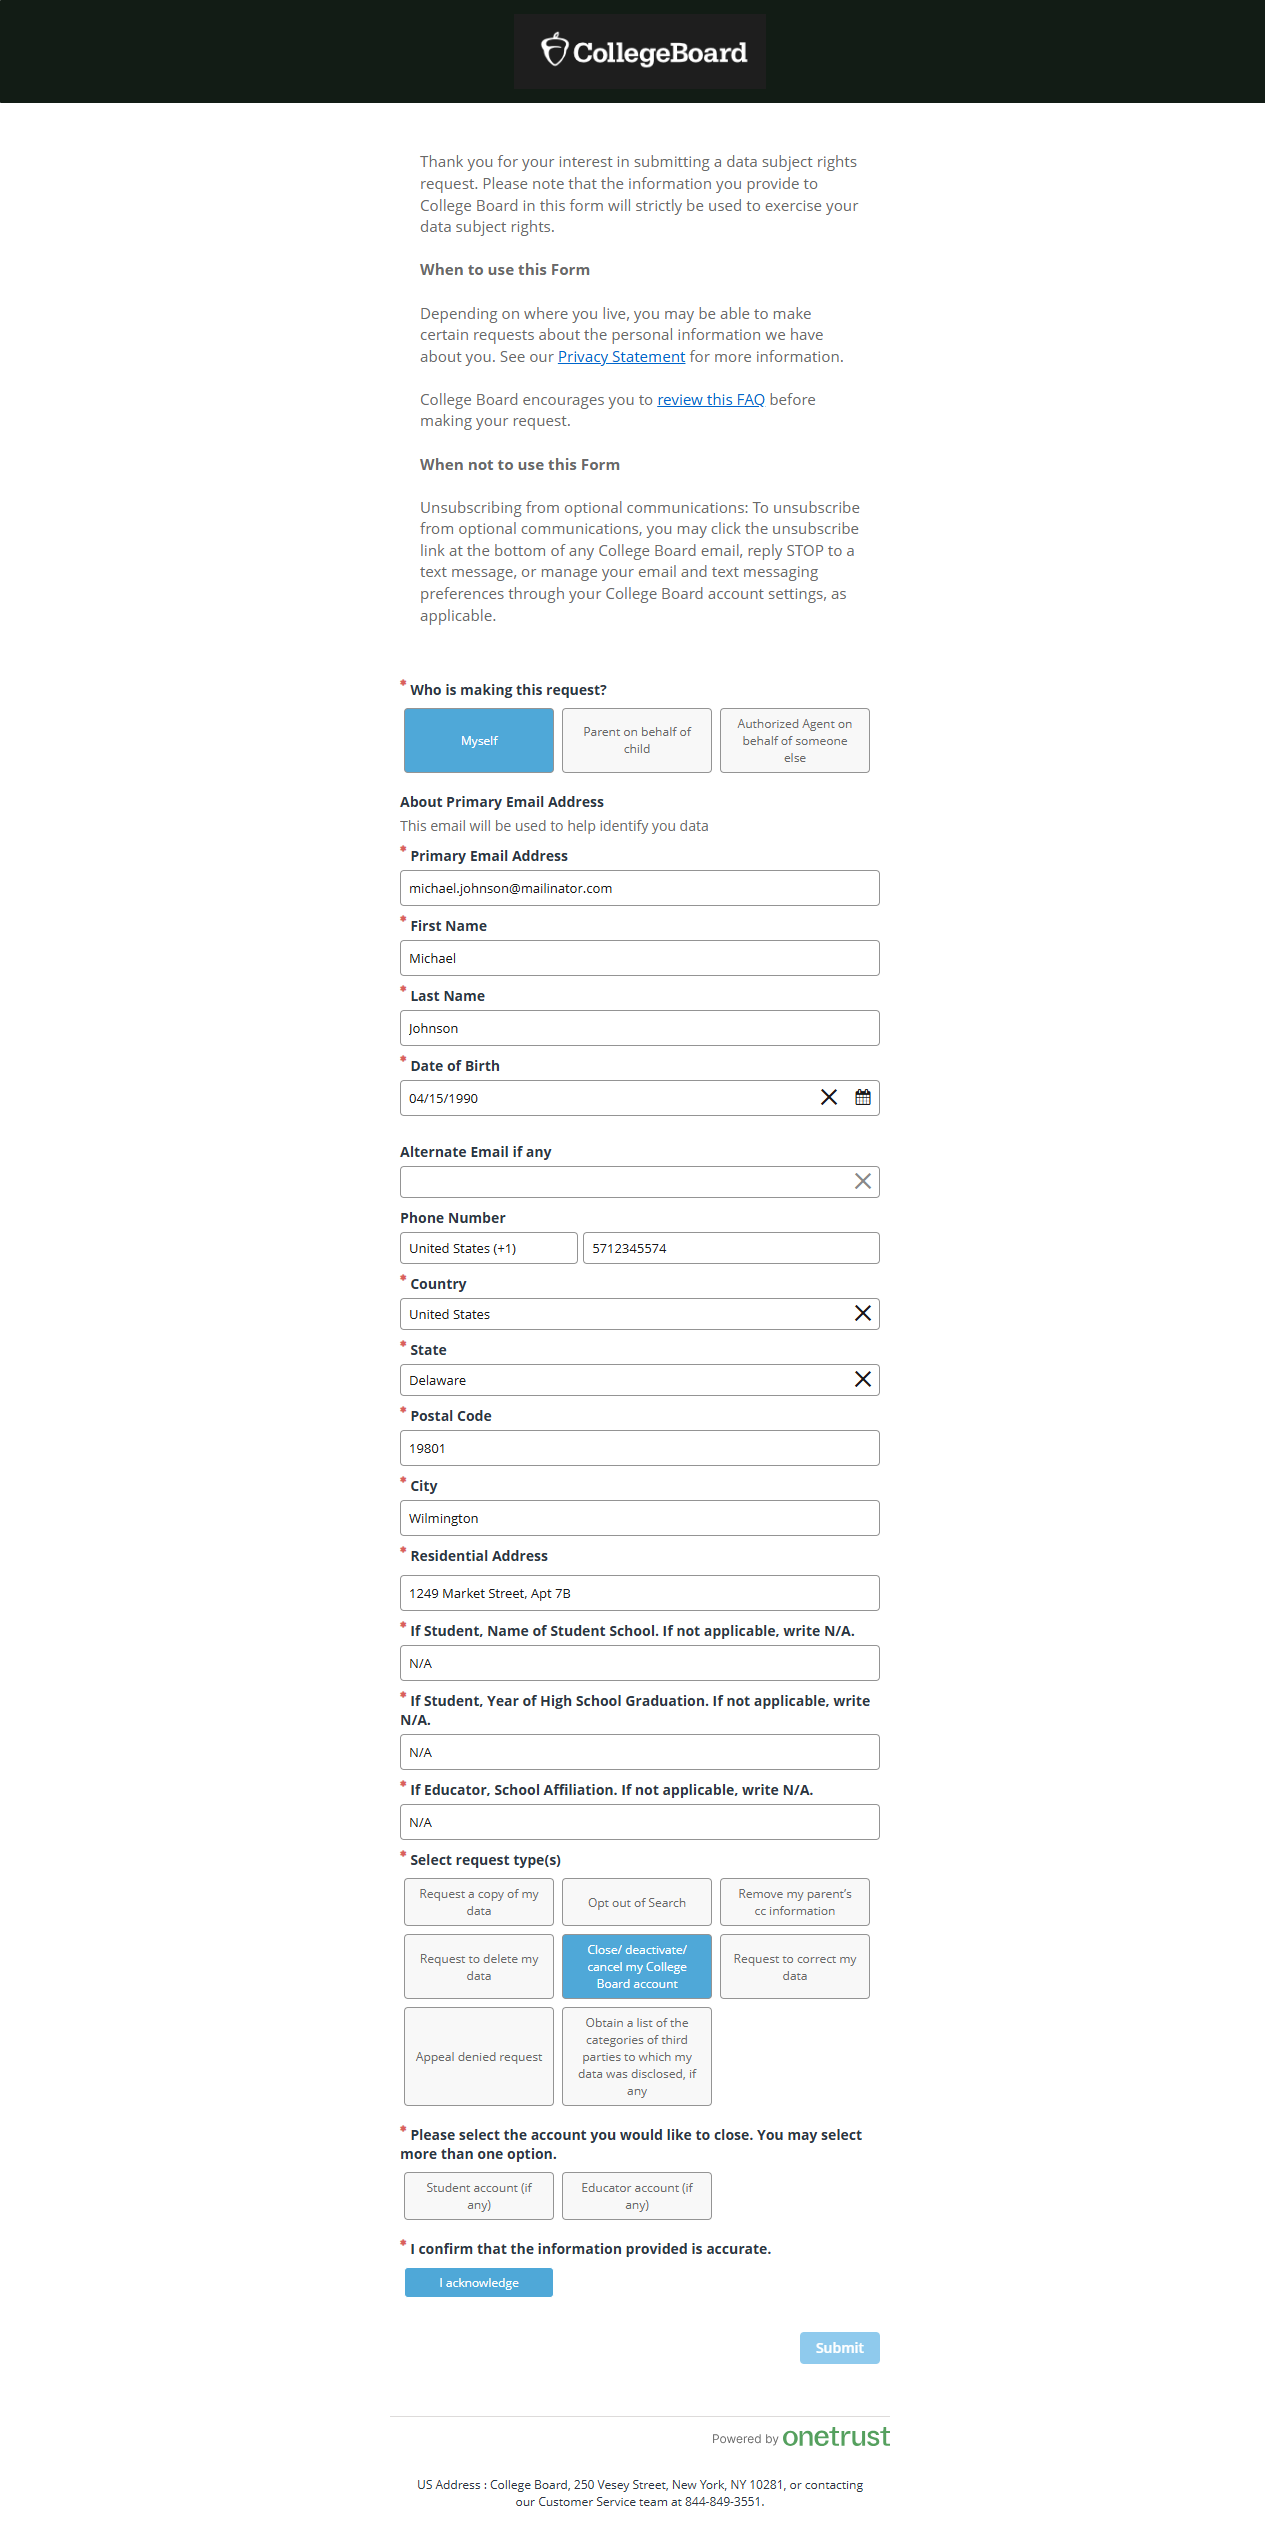 CollegeBoard
Thank you for your interest in submitting a data subject rights
request. Please note that the information you provide to
College Board in this form will strictly be used to exercise your
data subject rights.
When to use this Form
Depending on where you live, you may be able to make
certain requests about the personal information we have
about you. See our Privacy Statement for more information.
College Board encourages you to review this FAQ before
making your request.
When not to use this Form
Unsubscribing from optional communications: To unsubscribe
from optional communications, you may click the unsubscribe
link at the bottom of any College Board email, reply STOP to a
text message, or manage your email and text messaging
preferences through your College Board account settings, as
applicable.
* Who is making this request?
Myself
Parent on behalf of
child
Authorized Agent on
behalf of someone
else
About Primary Email Address
This email will be used to help identify you data
* Primary Email Address
michael.johnson@mailinator.com
* First Name
Michael
* Last Name
Johnson
* Date of Birth
04/15/1990
Alternate Email if any
Phone Number
United States (+1)
5712345574
* Country
United States
* State
Delaware
* Postal Code
19801
* City
Wilmington
* Residential Address
1249 Market Street, Apt 7B
* If Student, Name of Student School. If not applicable, write N/A.
N/A
* If Student, Year of High School Graduation. If not applicable, write
N/A.
N/A
* If Educator, School Affiliation. If not applicable, write N/A.
N/A
* Select request type(s)
Request a copy of my
data
Opt out of Search
Remove my parent's
cc information
Request to delete my
data
Close/ deactivate/
cancel my College
Board account
Request to correct my
data
Appeal denied request
Obtain a list of the
categories of third
parties to which my
data was disclosed, if
any
* Please select the account you would like to close. You may select
more than one option.
Student account (if
any)
Educator account (if
any)
* I confirm that the information provided is accurate.
I acknowledge
Submit
Powered by onetrust
US Address : College Board, 250 Vesey Street, New York, NY 10281, or contacting
our Customer Service team at 844-849-3551.